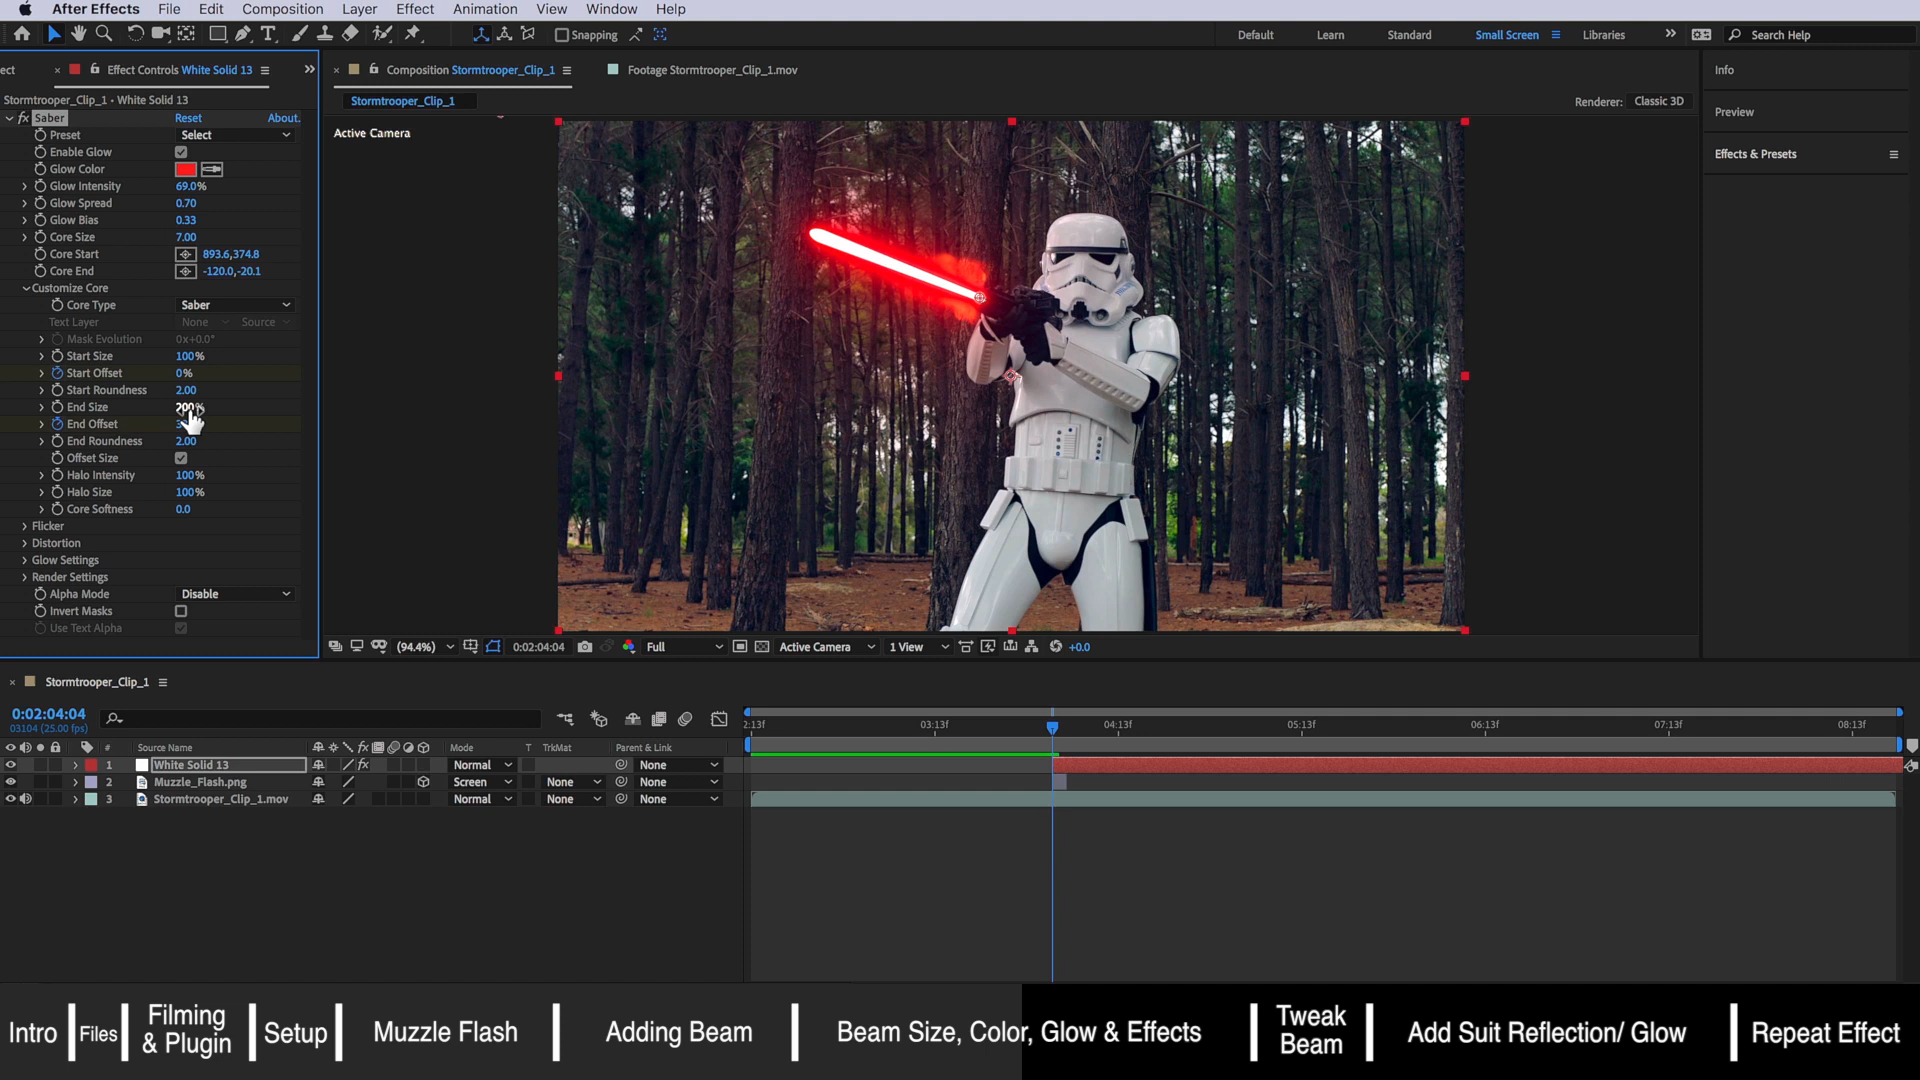 After Effects File Edit Composition Layer Effect Animation View Window Help
Snapping Default Learn Standard Small Screen Libraries Search Help
ect Effect Controls White Solid 13 Composition Stormtrooper_Clip_1 Footage Stormtrooper_Clip_1.mov Info
Stormtrooper_Clip_1 • White Solid 13 Stormtrooper_Clip_1 Renderer: Classic 3D
fx Saber Reset About.
Preset Select
Active Camera
Preview
Effects & Presets
Enable Glow
Glow Color
Glow Intensity 69.0%
Glow Spread 0.70
Glow Bias 0.33
Core Size 7.00
Core Start 893.6,374.8
Core End -120.0,-20.1
Customize Core
Core Type Saber
Text Layer None Source
Mask Evolution 0x+0.0°
Start Size 100%
Start Offset 0%
Start Roundness 2.00
End Size 200%
End Offset
End Roundness 2.00
Offset Size
Halo Intensity 100%
Halo Size 100%
Core Softness 0.0
Flicker
Distortion
Glow Settings
Render Settings
Alpha Mode Disable
Invert Masks
Use Text Alpha
(94.4%) 0:02:04:04 Full Active Camera 1 View +0.0
Stormtrooper_Clip_1
0:02:04:04
03104 (25.00 fps)
2:13f 03:13f 04:13f 05:13f 06:13f 07:13f 08:13f
# Source Name fx Mode T TrkMat Parent & Link
1 White Solid 13 fx Normal None
2 Muzzle_Flash.png Screen None None
3 Stormtrooper_Clip_1.mov Normal None None
Intro Files Filming & Plugin Setup Muzzle Flash Adding Beam Beam Size, Color, Glow & Effects Tweak Beam Add Suit Reflection/ Glow Repeat Effect